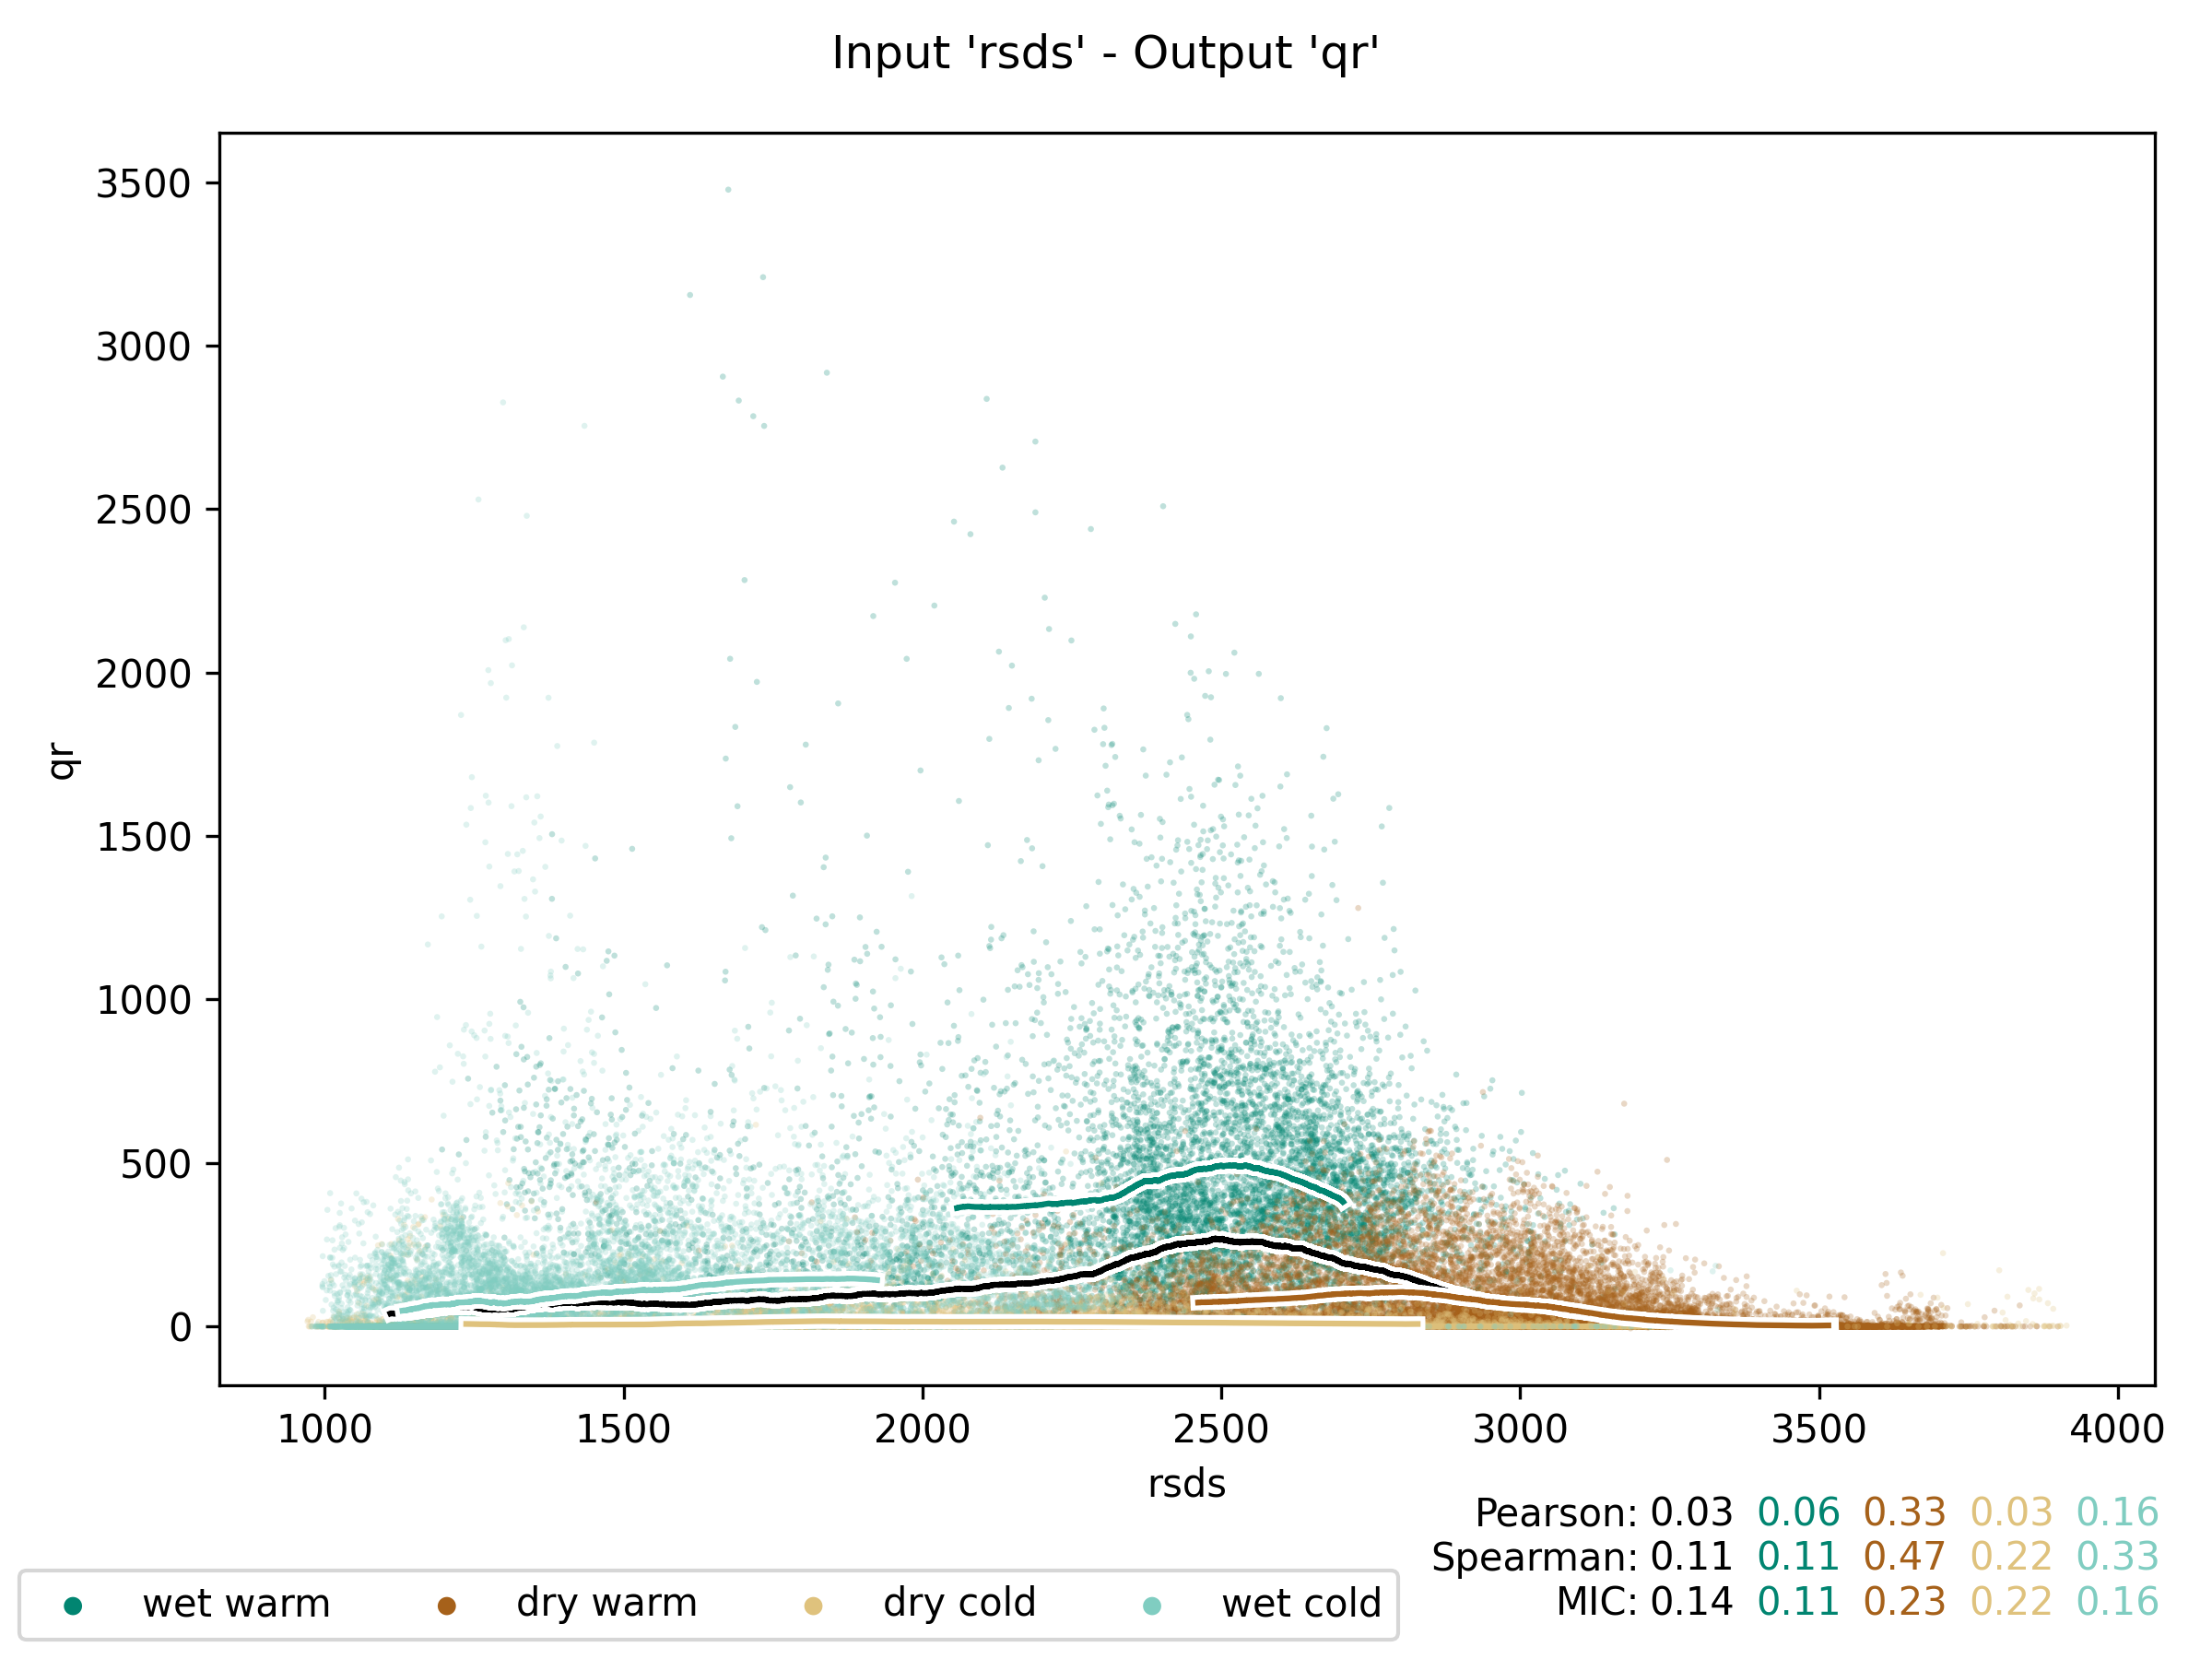 Input 'rsds' - Output 'qr'
3500
3000
2500
2000
1500
1000
500
0
qr
1000 1500 2000 2500 3000 3500 4000
rsds
Pearson: 0.03 0.06 0.33 0.03 0.16
Spearman: 0.11 0.11 0.47 0.22 0.33
MIC: 0.14 0.11 0.23 0.22 0.16
wet warm dry warm dry cold wet cold